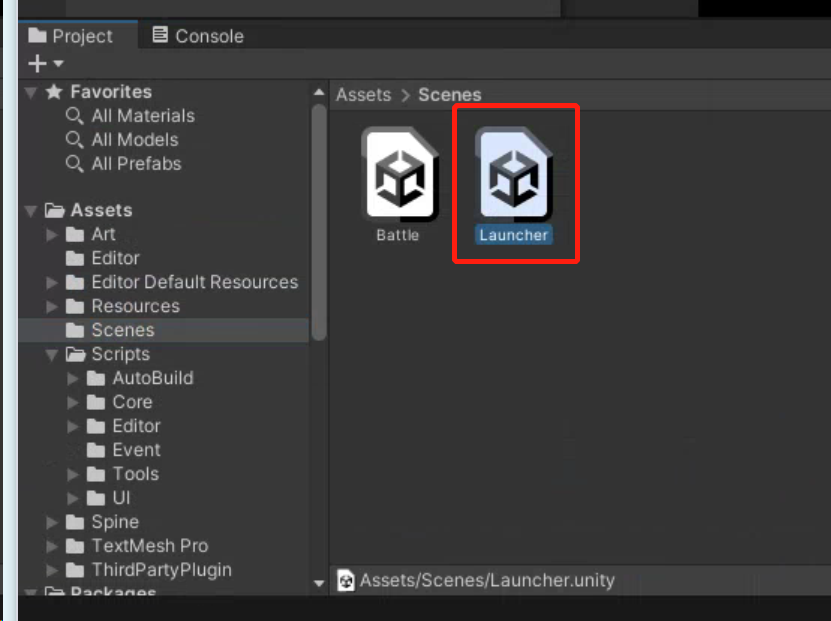 Project Console
Favorites
All Materials
All Models
All Prefabs
Assets
Art
Editor
Editor Default Resources
Resources
Scenes
Scripts
AutoBuild
Core
Editor
Event
Tools
UI
Spine
TextMesh Pro
ThirdPartyPlugin
Packages
Assets > Scenes
Battle
Launcher
Assets/Scenes/Launcher.unity